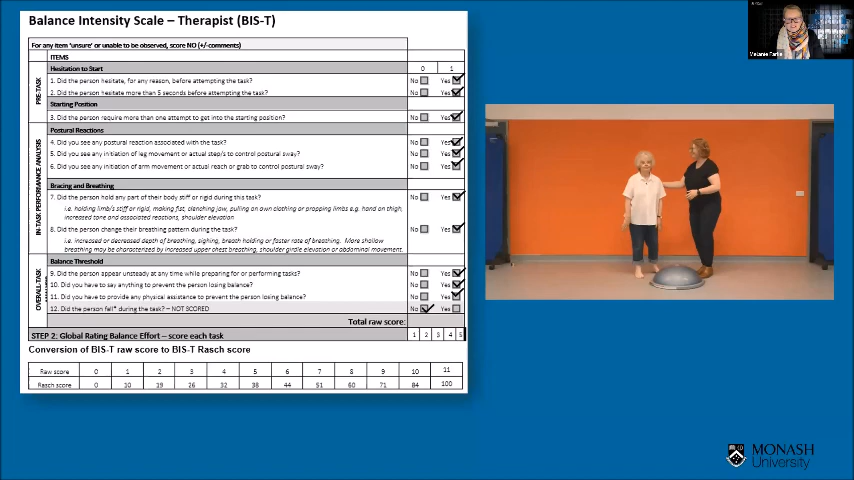 Balance Intensity Scale – Therapist (BIS-T)
For any item 'unsure' or unable to be observed, score NO (+/-comments)
ITEMS
Hesitation to Start 0 1
PRE-TASK
1. Did the person hesitate, for any reason, before attempting the task? No Yes
2. Did the person hesitate more than 5 seconds before attempting the task? No Yes
Starting Position
3. Did the person require more than one attempt to get into the starting position? No Yes
IN-TASK PERFORMANCE ANALYSIS
Postural Reactions
4. Did you see any postural reaction associated with the task? No Yes
5. Did you see any initiation of leg movement or actual step/s to control postural sway? No Yes
6. Did you see any initiation of arm movement or actual reach or grab to control postural sway? No Yes
Bracing and Breathing
7. Did the person hold any part of their body stiff or rigid during this task? No Yes
i.e. holding limb/s stiff or rigid, making fist, clenching jaw, pulling on own clothing or propping limbs e.g. hand on thigh,
increased tone and associated reactions, shoulder elevation
8. Did the person change their breathing pattern during the task? No Yes
i.e. increased or decreased depth of breathing, sighing, breath holding or faster rate of breathing. More shallow
breathing may be characterized by increased upper chest breathing, shoulder girdle elevation or abdominal movement.
OVERALL-TASK
Balance Threshold
9. Did the person appear unsteady at any time while preparing for or performing tasks? No Yes
10. Did you have to say anything to prevent the person losing balance? No Yes
11. Did you have to provide any physical assistance to prevent the person losing balance? No Yes
12. Did the person fell* during the task? – NOT SCORED No Yes
Total raw score:
STEP 2: Global Rating Balance Effort – score each task 1 2 3 4 5
Conversion of BIS-T raw score to BIS-T Rasch score
Raw score 0 1 2 3 4 5 6 7 8 9 10 11
Rasch score 0 10 19 26 32 38 44 51 60 71 84 100
MONASH
University